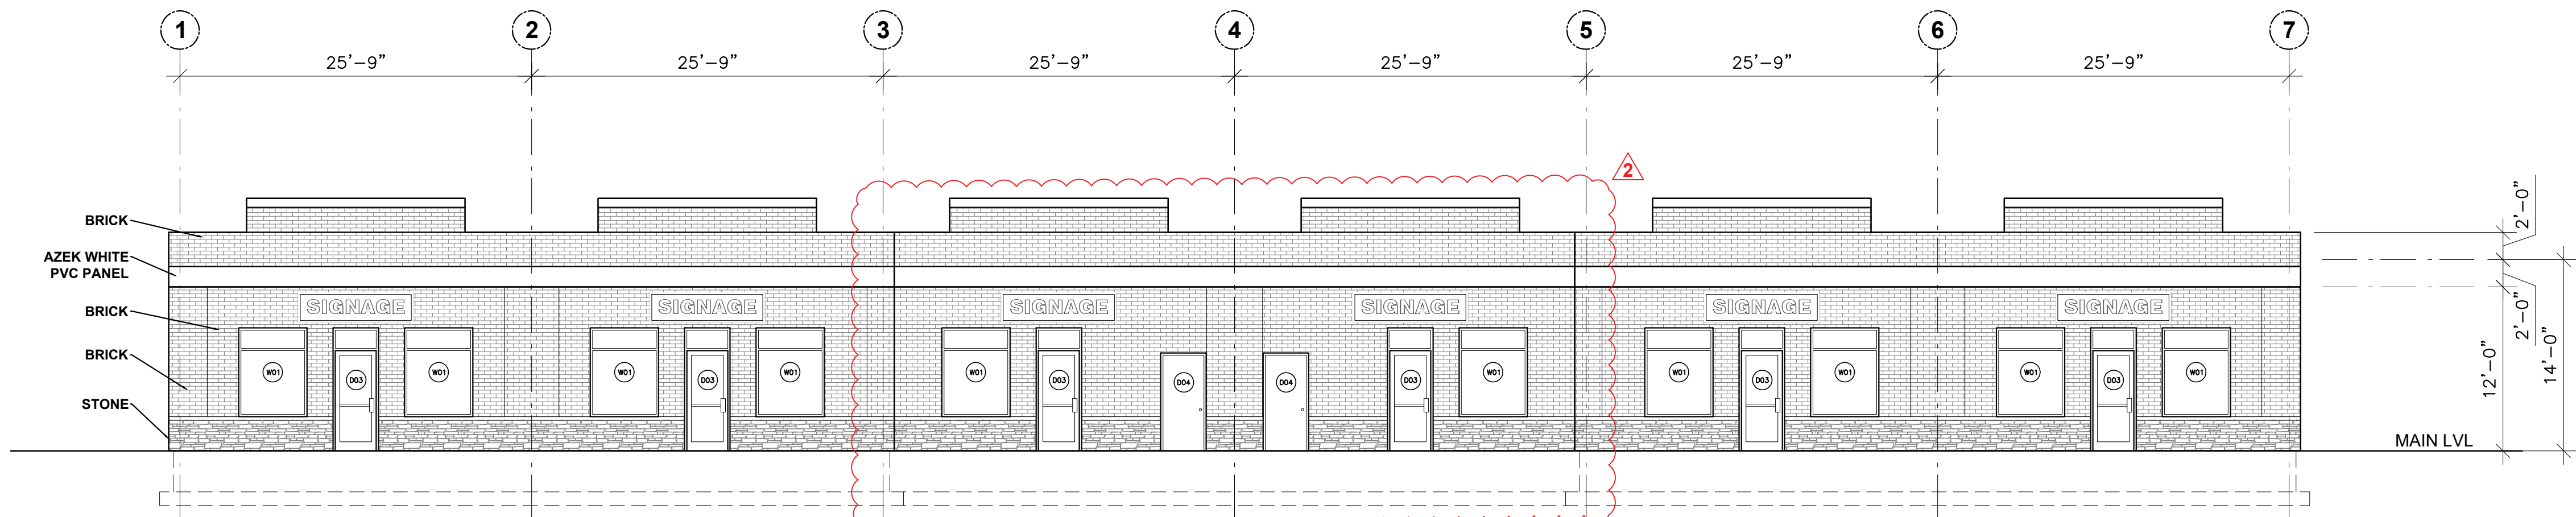 1 2 3 4 5 6 7
25'-9" 25'-9" 25'-9" 25'-9" 25'-9" 25'-9"
2
BRICK
AZEK WHITE
PVC PANEL
BRICK
BRICK
STONE
SIGNAGE SIGNAGE SIGNAGE SIGNAGE SIGNAGE SIGNAGE
W01 D03 W01 W01 D03 W01 W01 D03 D04 D04 D03 W01 W01 D03 W01 W01 D03 W01
2'-0"
2'-0"
12'-0"
14'-0"
MAIN LVL